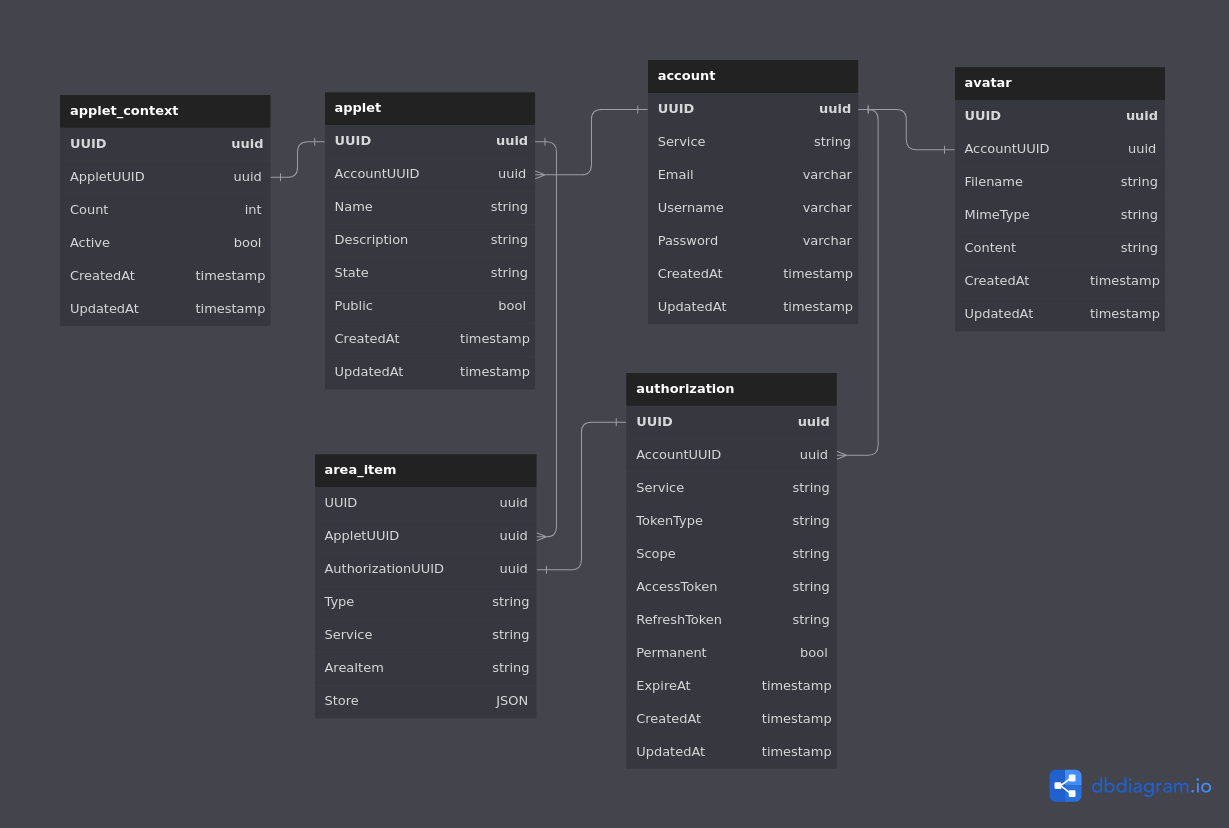 applet_context
UUID uuid
AppletUUID uuid
Count int
Active bool
CreatedAt timestamp
UpdatedAt timestamp
applet
UUID uuid
AccountUUID uuid
Name string
Description string
State string
Public bool
CreatedAt timestamp
UpdatedAt timestamp
account
UUID uuid
Service string
Email varchar
Username varchar
Password varchar
CreatedAt timestamp
UpdatedAt timestamp
avatar
UUID uuid
AccountUUID uuid
Filename string
MimeType string
Content string
CreatedAt timestamp
UpdatedAt timestamp
area_item
UUID uuid
AppletUUID uuid
AuthorizationUUID uuid
Type string
Service string
AreaItem string
Store JSON
authorization
UUID uuid
AccountUUID uuid
Service string
TokenType string
Scope string
AccessToken string
RefreshToken string
Permanent bool
ExpireAt timestamp
CreatedAt timestamp
UpdatedAt timestamp
dbdiagram.io